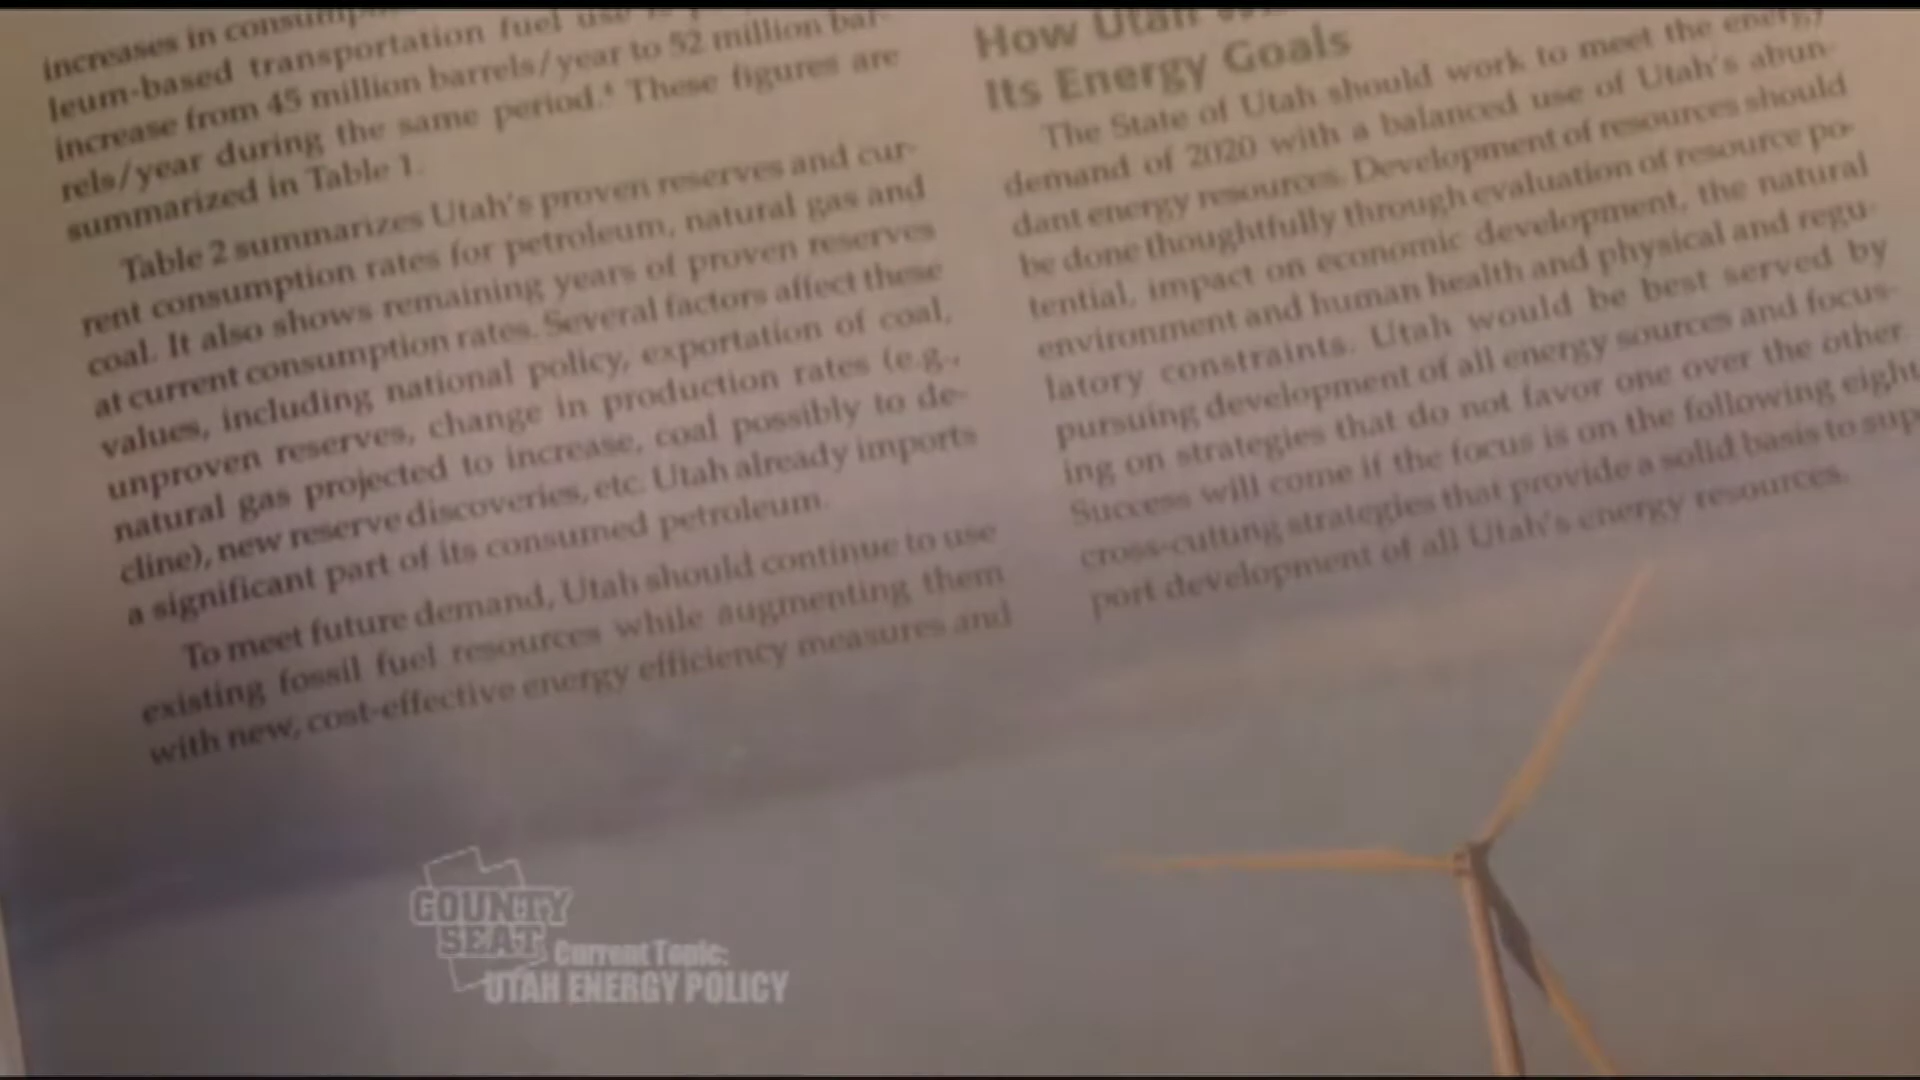 increases in
leum-based transportation fuel use
increase from 45 million barrels/year to 52 million bar-
rels/year during the same period.⁴ These figures are
summarized in Table 1.
Table 2 summarizes Utah's proven reserves and cur-
rent consumption rates for petroleum, natural gas and
coal. It also shows remaining years of proven reserves
at current consumption rates. Several factors affect these
values, including national policy, exportation of coal,
unproven reserves, change in production rates (e.g.,
natural gas projected to increase, coal possibly to de-
cline), new reserve discoveries, etc. Utah already imports
a significant part of its consumed petroleum.
To meet future demand, Utah should continue to use
existing fossil fuel resources while augmenting them
with new, cost-effective energy efficiency measures and
How Utah
Its Energy Goals
The State of Utah should work to meet the energy
demand of 2020 with a balanced use of Utah's abun-
dant energy resources. Development of resources should
be done thoughtfully through evaluation of resource po-
tential, impact on economic development, the natural
environment and human health and physical and regu-
latory constraints. Utah would be best served by
pursuing development of all energy sources and focus-
ing on strategies that do not favor one over the other.
Success will come if the focus is on the following eight
cross-cutting strategies that provide a solid basis to sup-
port development of all Utah's energy resources.
COUNTY
SEAT
Current Topic:
UTAH ENERGY POLICY